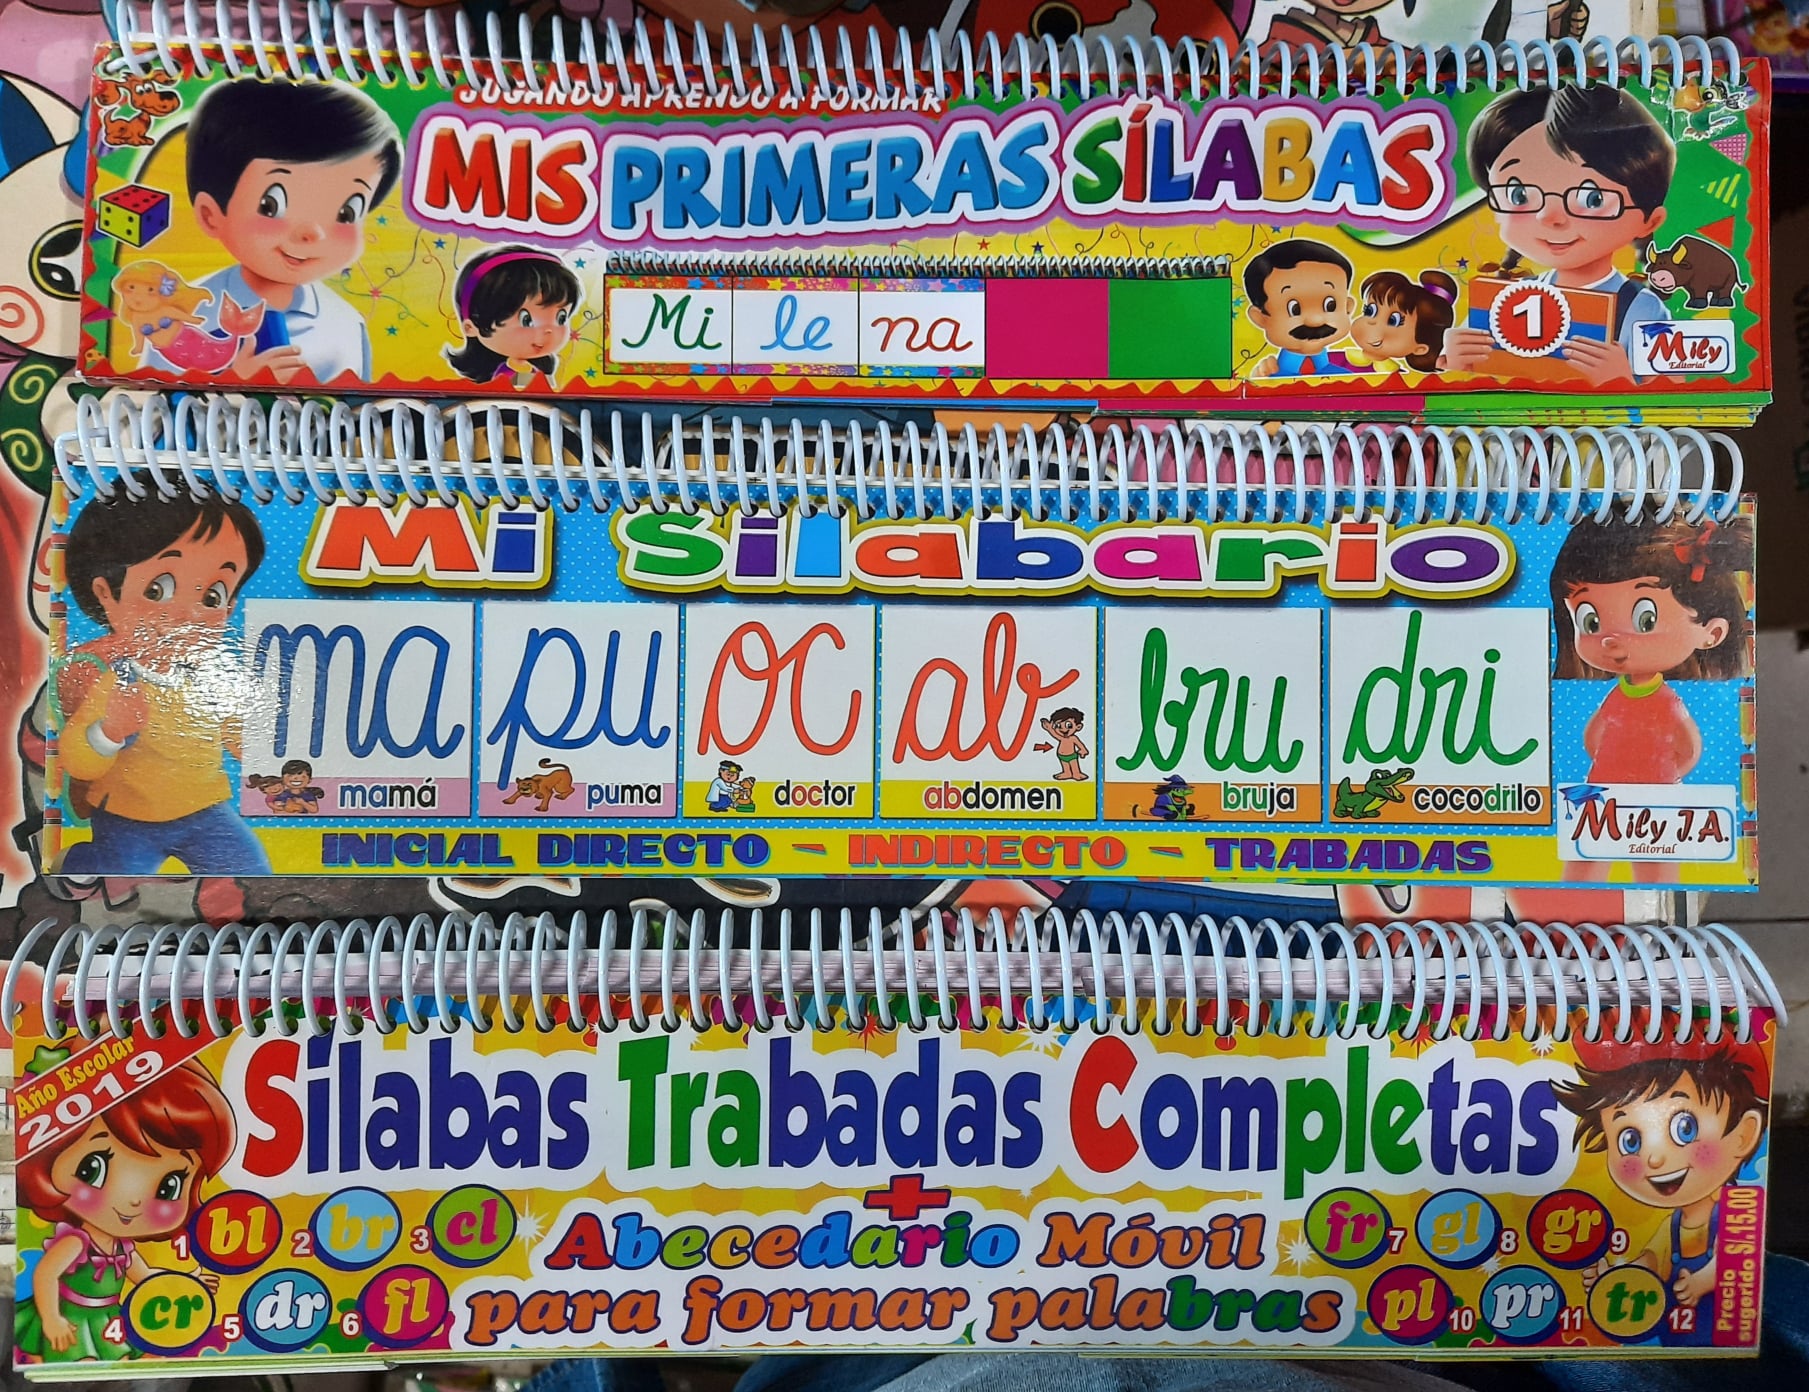 JUGANDO APRENDO A FORMAR
MIS PRIMERAS SÍLABAS
Mi le na
1
Mily
Editorial
Mi Silabario
ma pu oc ab bru dri
mamá puma doctor abdomen bruja cocodrilo
INICIAL DIRECTO - INDIRECTO - TRABADAS
Mily J.A.
Editorial
Año Escolar
2019
Sílabas Trabadas Completas
+
Abecedario Móvil
para formar palabras
1 bl 2 br 3 cl
4 cr 5 dr 6 fl
fr 7 gl 8 gr 9
pl 10 pr 11 tr 12
Precio
sugerido S/.15.00